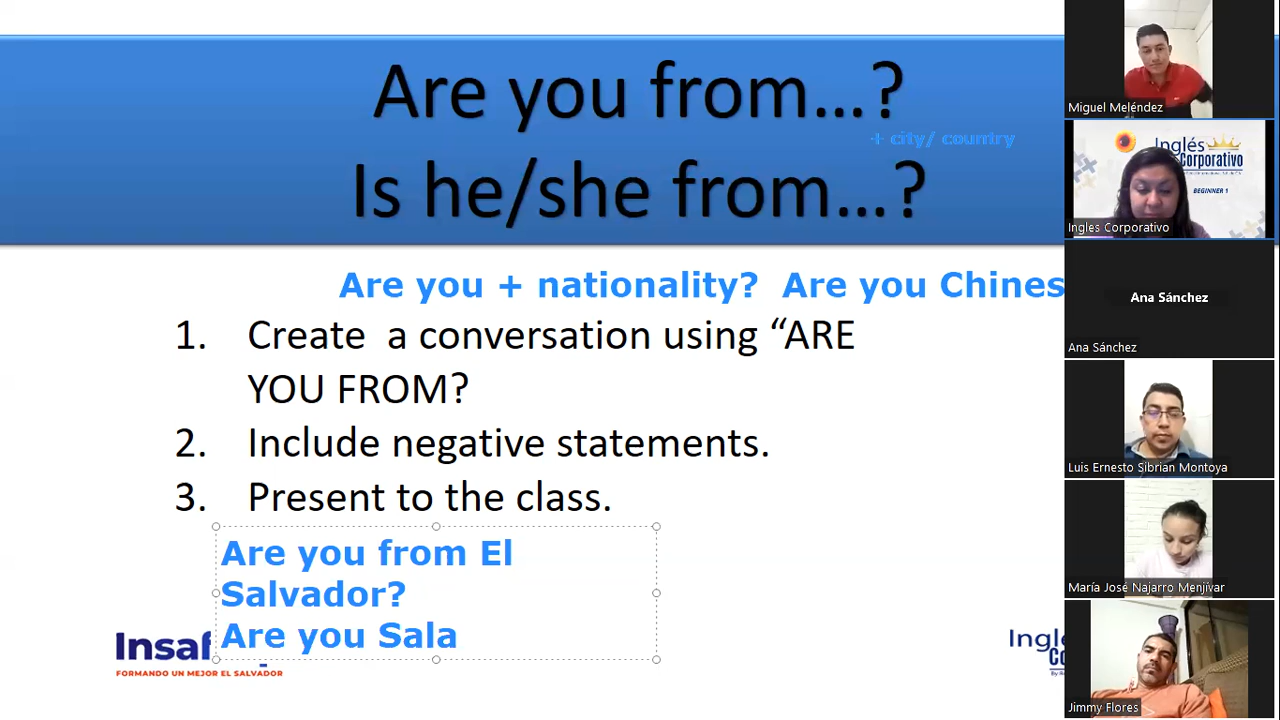 Are you from...?
+ city/ country
Is he/she from...?
Are you + nationality?  Are you Chines
1. Create  a conversation using “ARE
YOU FROM?
2. Include negative statements.
3. Present to the class.
Are you from El
Salvador?
Are you Sala
Insaf
FORMANDO UN MEJOR EL SALVADOR
Inglé
Co
Miguel Meléndez
Inglés
Corporativo
BEGINNER 1
Ingles Corporativo
Ana Sánchez
Ana Sánchez
Luis Ernesto Sibrian Montoya
María José Najarro Menjívar
Jimmy Flores